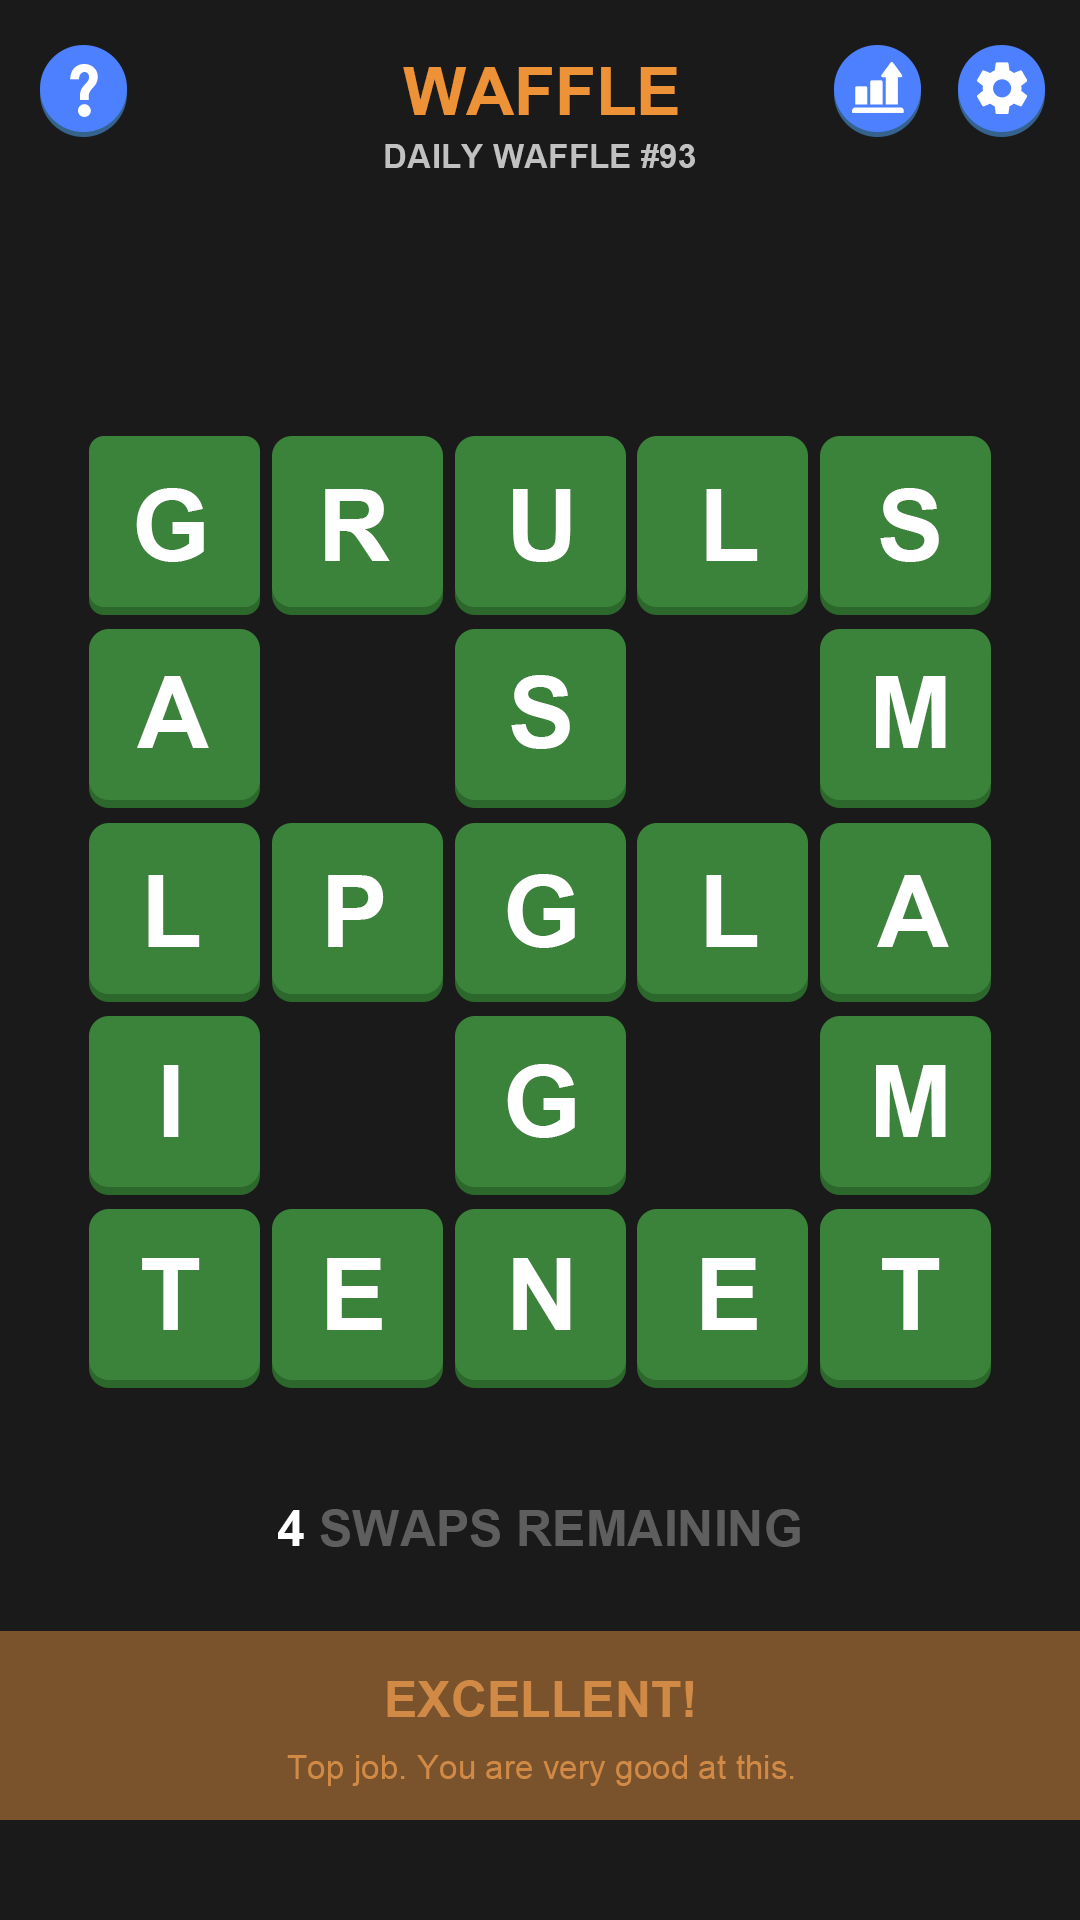 ?
WAFFLE
DAILY WAFFLE #93
G R U L S
A S M
L P G L A
I G M
T E N E T
4 SWAPS REMAINING
EXCELLENT!
Top job. You are very good at this.